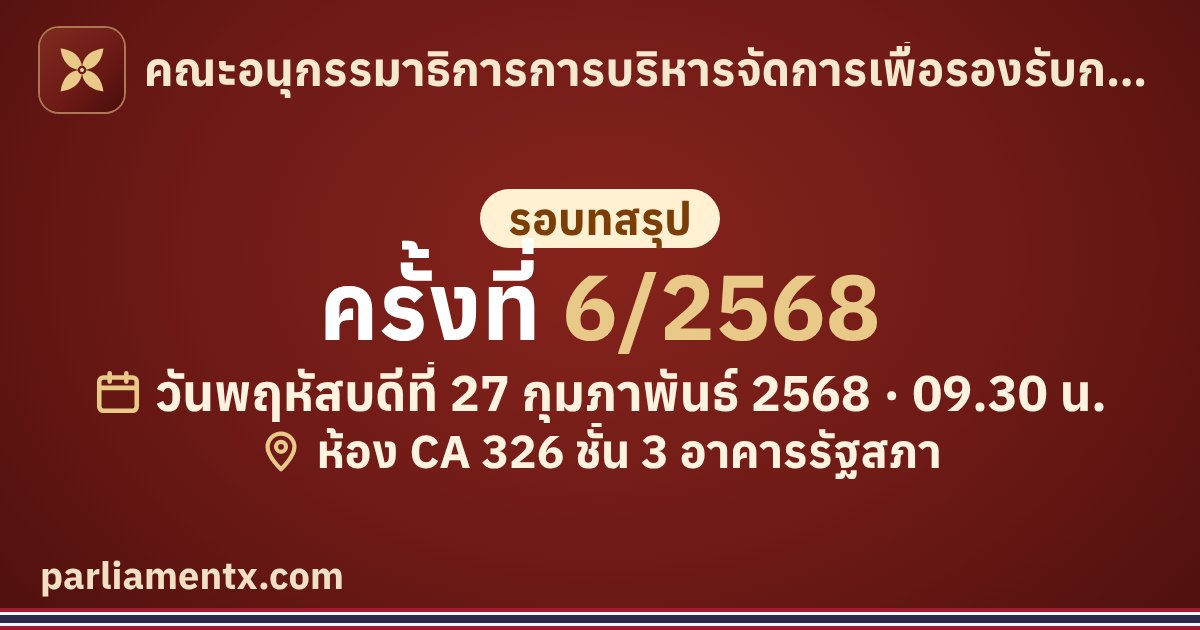 คณะอนุกรรมาธิการการบริหารจัดการเพื่อรองรับก...
รอบทสรุป
ครั้งที่ 6/2568
วันพฤหัสบดีที่ 27 กุมภาพันธ์ 2568 · 09.30 น.
ห้อง CA 326 ชั้น 3 อาคารรัฐสภา
parliamentx.com